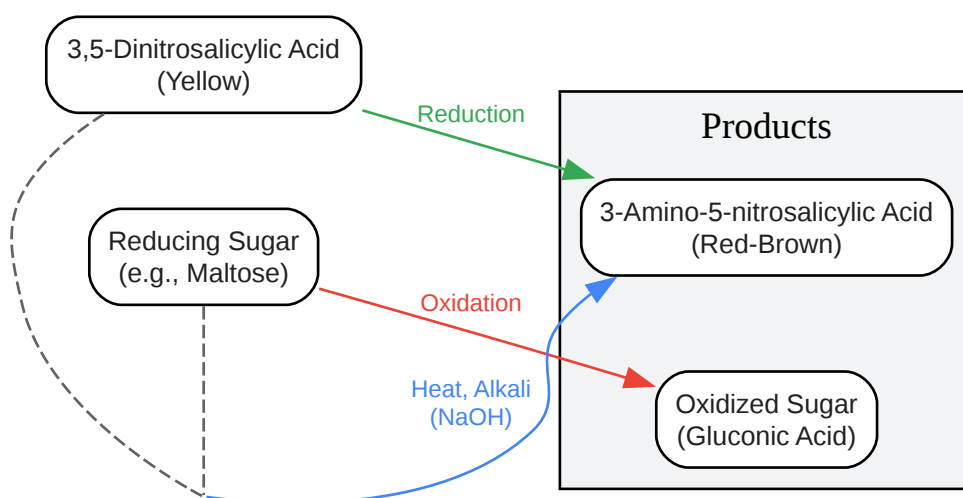 3,5-Dinitrosalicylic Acid
(Yellow)
Reduction
Products
3-Amino-5-nitrosalicylic Acid
(Red-Brown)
Reducing Sugar
(e.g., Maltose)
Oxidation
Heat, Alkali
(NaOH)
Oxidized Sugar
(Gluconic Acid)